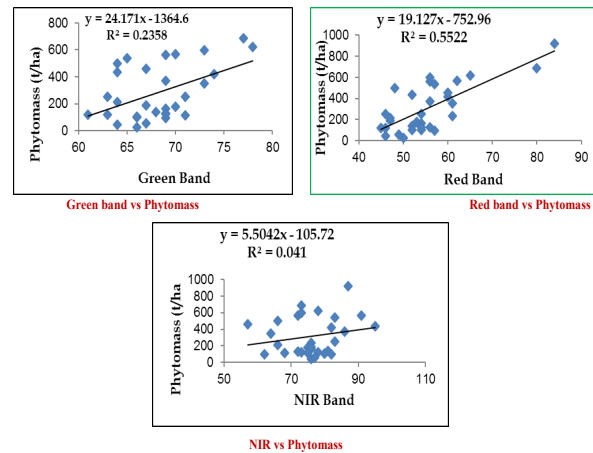 y = 24.171x - 1364.6
R² = 0.2358
Phytomass (t/ha)
800
600
400
200
0
60 65 70 75 80
Green Band
Green band vs Phytomass
y = 19.127x - 752.96
R² = 0.5522
Phytomass (t/ha)
1000
800
600
400
200
0
40 50 60 70 80 90
Red Band
Red band vs Phytomass
y = 5.5042x - 105.72
R² = 0.041
Phytomass (t/ha
1000
800
600
400
200
0
50 70 90 110
NIR Band
NIR vs Phytomass